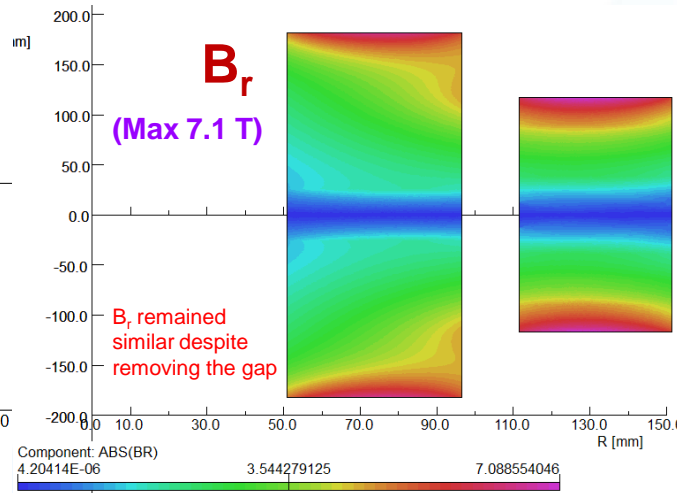 200.0
ım]
150.0
Br
100.0
(Max 7.1 T)
50.0
0.0
-50.0
-100.0
Br remained
similar despite
-150.0
removing the gap
-200.0
0
0.0 10.0 30.0 50.0 70.0 90.0 110.0 130.0 150.0
R [mm]
Component: ABS(BR)
4.20414E-06 3.544279125 7.088554046